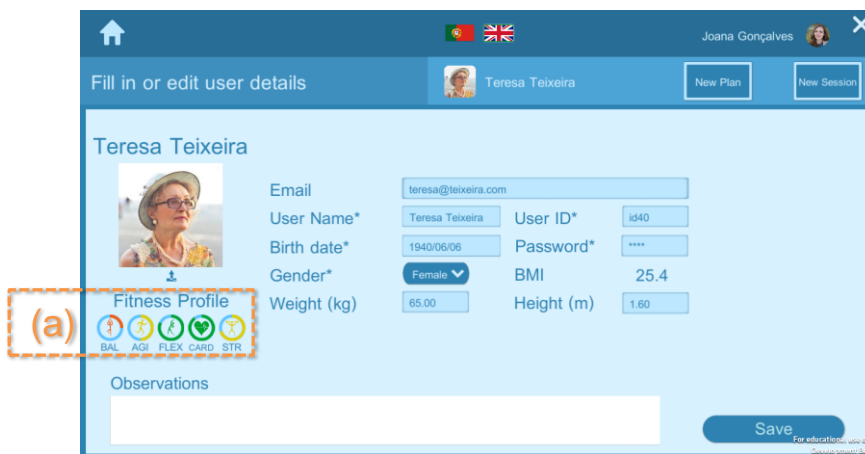 Joana Gonçalves
Fill in or edit user details
Teresa Teixeira
New Plan
New Session
Teresa Teixeira
Email
teresa@teixeira.com
User Name*
Teresa Teixeira
User ID*
id40
Birth date*
1940/06/06
Password*
****
Gender*
Female
BMI
25.4
Weight (kg)
65.00
Height (m)
1.60
(a)
Fitness Profile
BAL AGI FLEX CARD STR
Observations
Save
For educational use